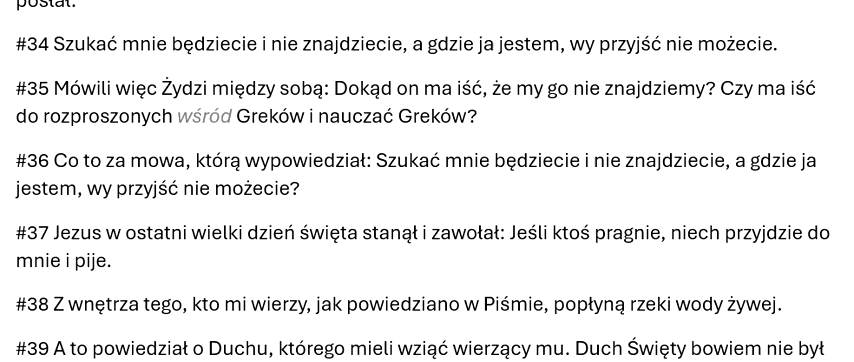 posłał.
#34 Szukać mnie będziecie i nie znajdziecie, a gdzie ja jestem, wy przyjść nie możecie.
#35 Mówili więc Żydzi między sobą: Dokąd on ma iść, że my go nie znajdziemy? Czy ma iść
do rozproszonych wśród Greków i nauczać Greków?
#36 Co to za mowa, którą wypowiedział: Szukać mnie będziecie i nie znajdziecie, a gdzie ja
jestem, wy przyjść nie możecie?
#37 Jezus w ostatni wielki dzień święta stanął i zawołał: Jeśli ktoś pragnie, niech przyjdzie do
mnie i pije.
#38 Z wnętrza tego, kto mi wierzy, jak powiedziano w Piśmie, popłyną rzeki wody żywej.
#39 A to powiedział o Duchu, którego mieli wziąć wierzący mu. Duch Święty bowiem nie był